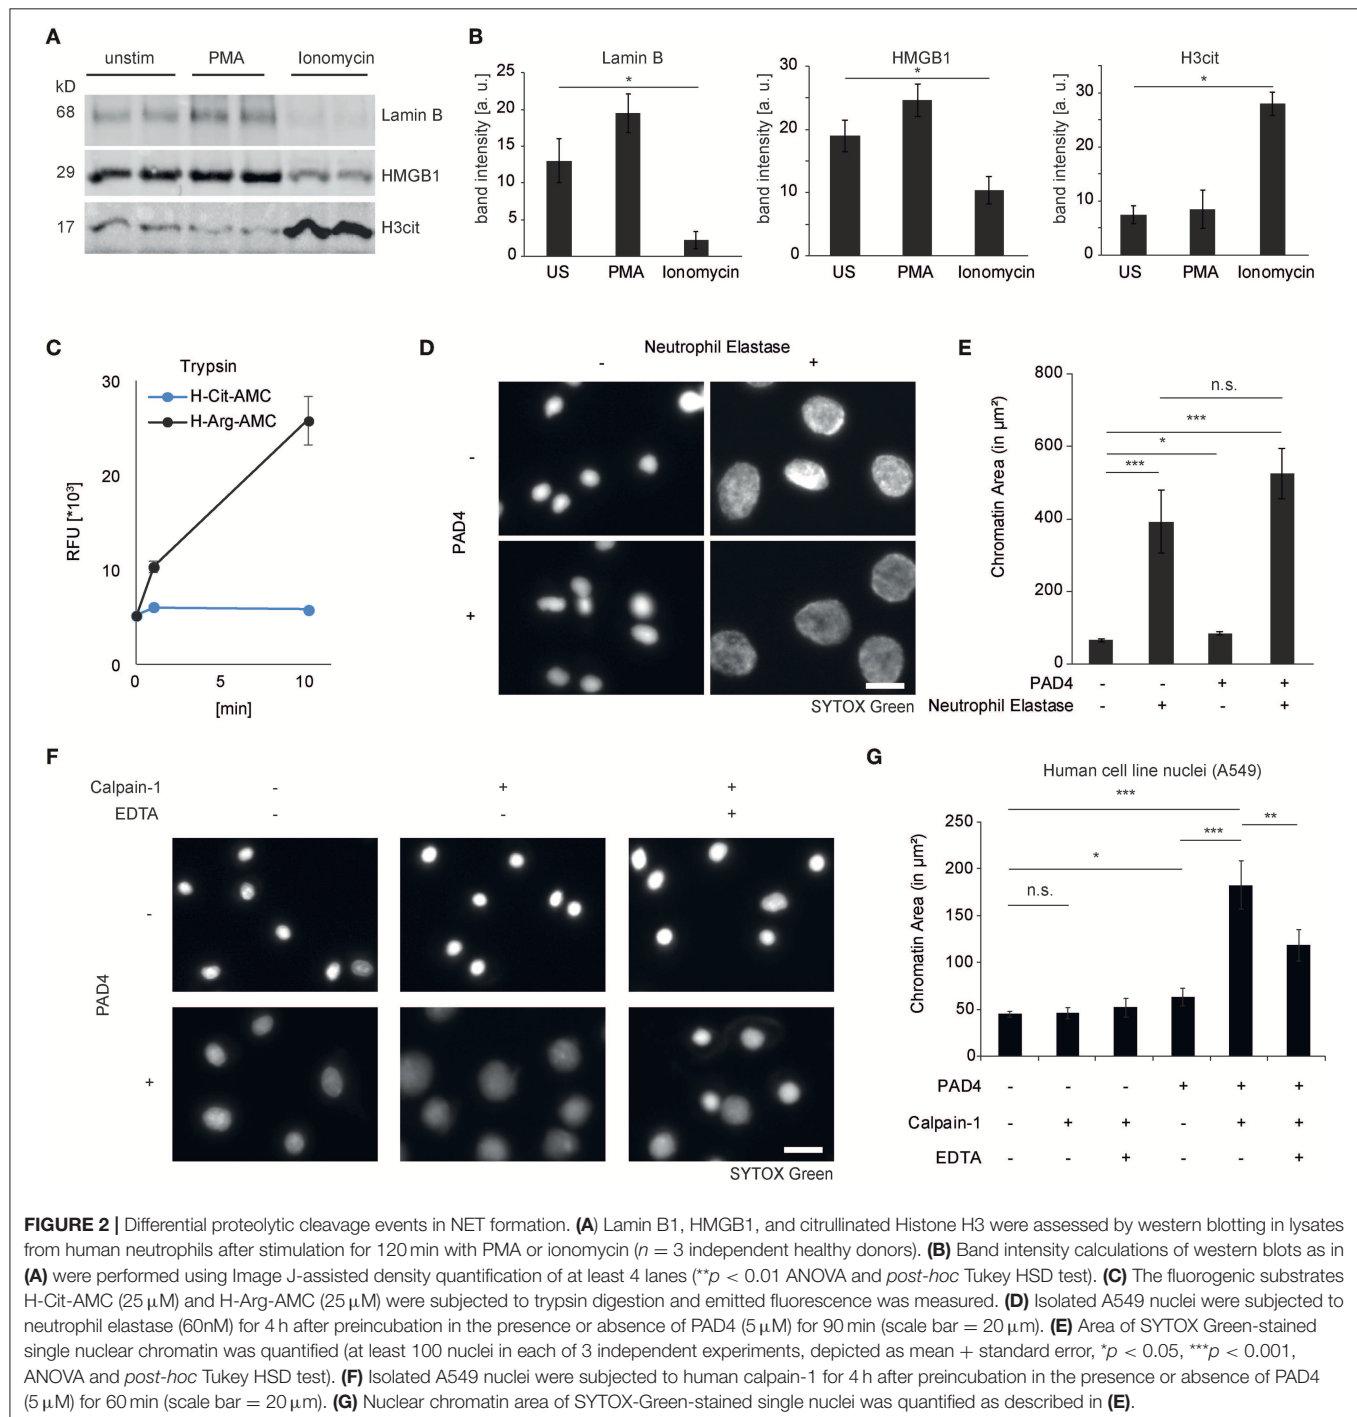 A
unstim PMA Ionomycin
kD
68 Lamin B
29 HMGB1
17 H3cit
B
Lamin B
band intensity [a. u.]
25
20
15
10
5
0
*
US PMA Ionomycin
HMGB1
band intensity [a. u.]
30
20
10
0
*
US PMA Ionomycin
H3cit
band intensity [a. u.]
30
20
10
0
*
US PMA Ionomycin
C
Trypsin
H-Cit-AMC
H-Arg-AMC
RFU [*10³]
30
20
10
0
0 10
[min]
D
Neutrophil Elastase
- +
PAD4
-
+
SYTOX Green
E
Chromatin Area (in µm²)
800
600
400
200
0
n.s.
***
*
***
PAD4 - - + +
Neutrophil Elastase - + - +
F
Calpain-1 - + +
EDTA - - +
PAD4
-
+
SYTOX Green
G
Human cell line nuclei (A549)
Chromatin Area (in µm²)
250
200
150
100
50
0
***
*** **
*
n.s.
PAD4 - - - + + +
Calpain-1 - + + - + +
EDTA - - + - - +
FIGURE 2 | Differential proteolytic cleavage events in NET formation. (A) Lamin B1, HMGB1, and citrullinated Histone H3 were assessed by western blotting in lysates
from human neutrophils after stimulation for 120 min with PMA or ionomycin (n = 3 independent healthy donors). (B) Band intensity calculations of western blots as in
(A) were performed using Image J-assisted density quantification of at least 4 lanes (**p < 0.01 ANOVA and post-hoc Tukey HSD test). (C) The fluorogenic substrates
H-Cit-AMC (25 µM) and H-Arg-AMC (25 µM) were subjected to trypsin digestion and emitted fluorescence was measured. (D) Isolated A549 nuclei were subjected to
neutrophil elastase (60nM) for 4 h after preincubation in the presence or absence of PAD4 (5 µM) for 90 min (scale bar = 20 µm). (E) Area of SYTOX Green-stained
single nuclear chromatin was quantified (at least 100 nuclei in each of 3 independent experiments, depicted as mean + standard error, *p < 0.05, ***p < 0.001,
ANOVA and post-hoc Tukey HSD test). (F) Isolated A549 nuclei were subjected to human calpain-1 for 4 h after preincubation in the presence or absence of PAD4
(5 µM) for 60 min (scale bar = 20 µm). (G) Nuclear chromatin area of SYTOX-Green-stained single nuclei was quantified as described in (E).